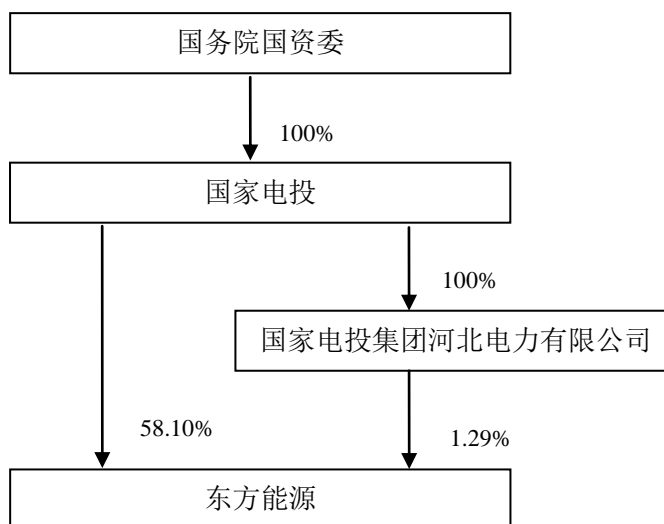 国务院国资委
100%
国家电投
100%
国家电投集团河北电力有限公司
58.10%
1.29%
东方能源